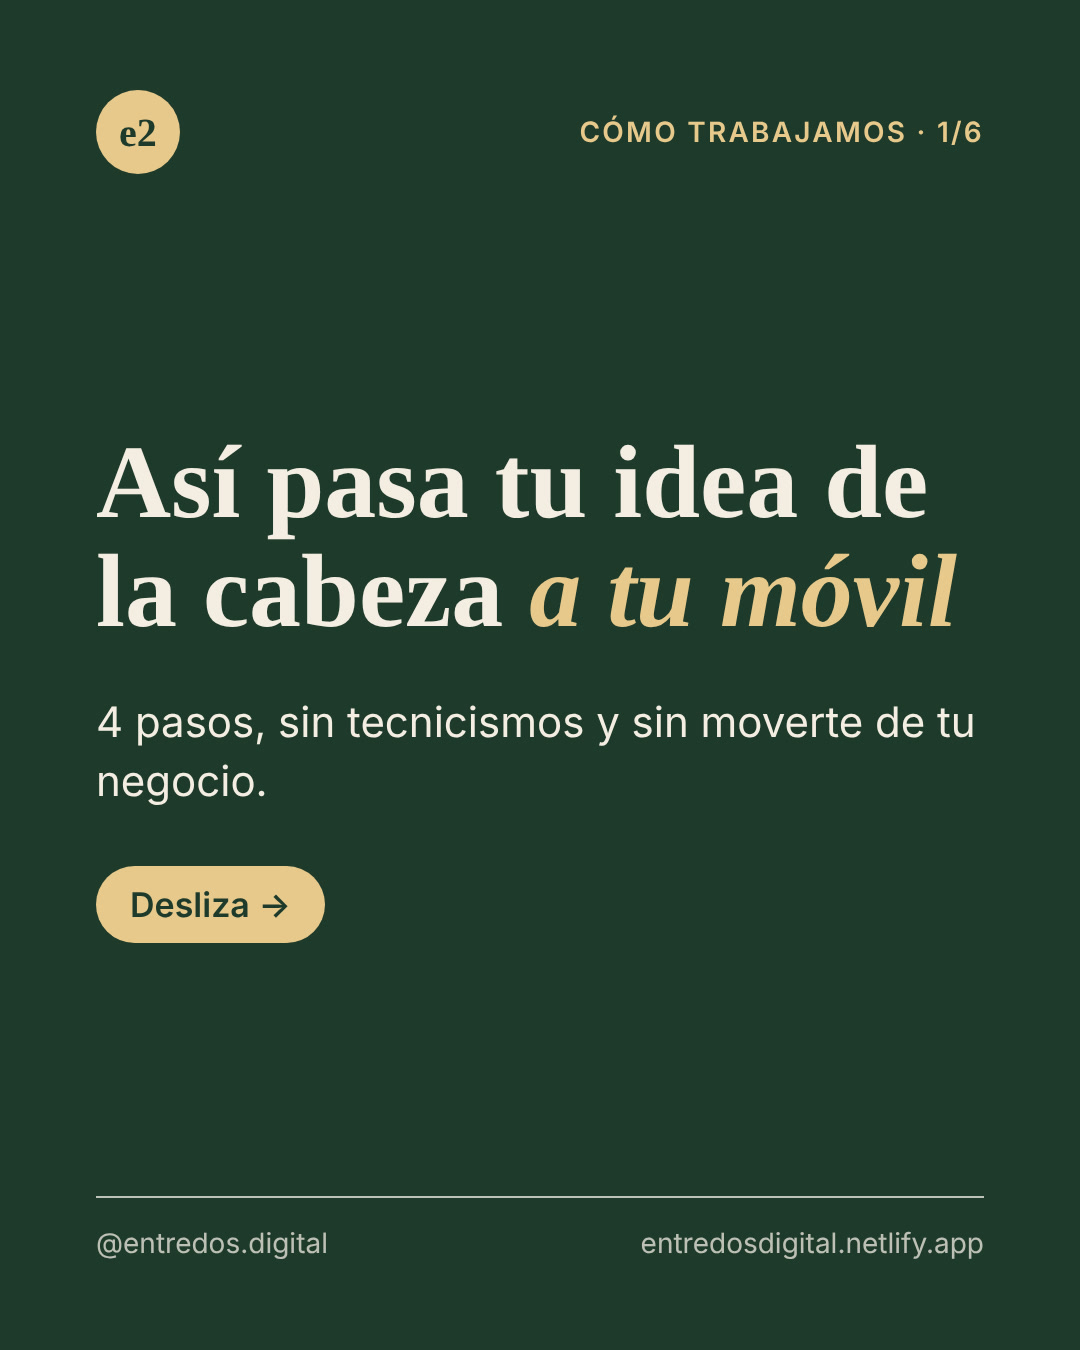 e2
CÓMO TRABAJAMOS · 1/6
Así pasa tu idea de
la cabeza a tu móvil
4 pasos, sin tecnicismos y sin moverte de tu
negocio.
Desliza →
@entredos.digital
entredosdigital.netlify.app